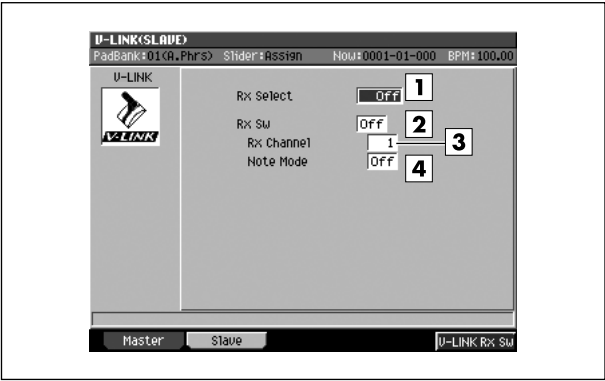 V-LINK(SLAVE)
PadBank:01(A.Phrs) Slider:Assign Now:0001-01-000 BPM:100.00
V-LINK
V-LINK
Rx Select Off 1
Rx Sw Off 2
Rx Channel 1 3
Note Mode Off 4
Master Slave V-LINK Rx Sw